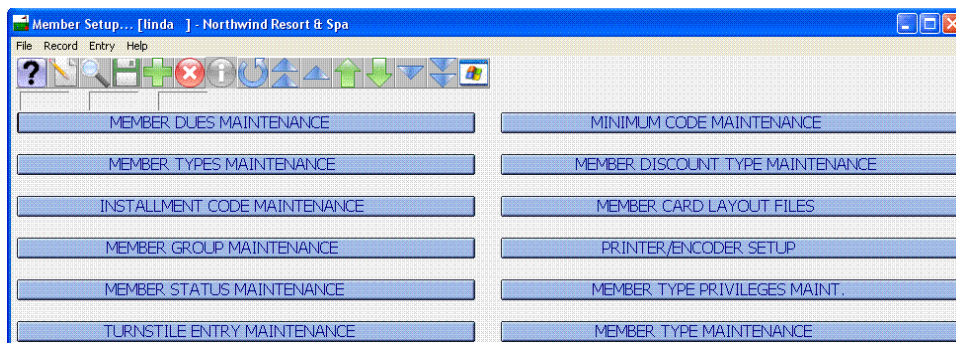 Member Setup... [linda ] - Northwind Resort & Spa
File Record Entry Help
MEMBER DUES MAINTENANCE
MINIMUM CODE MAINTENANCE
MEMBER TYPES MAINTENANCE
MEMBER DISCOUNT TYPE MAINTENANCE
INSTALLMENT CODE MAINTENANCE
MEMBER CARD LAYOUT FILES
MEMBER GROUP MAINTENANCE
PRINTER/ENCODER SETUP
MEMBER STATUS MAINTENANCE
MEMBER TYPE PRIVILEGES MAINT.
TURNSTILE ENTRY MAINTENANCE
MEMBER TYPE MAINTENANCE